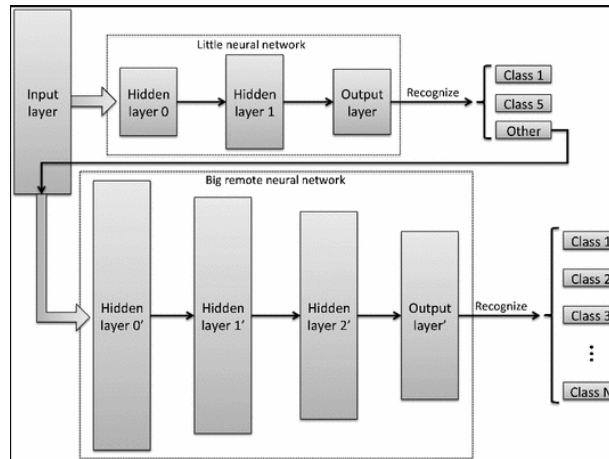 Little neural network
Input
layer
Hidden
layer 0
Hidden
layer 1
Output
layer
Recognize
Class 1
Class 5
Other
Big remote neural network
Hidden
layer 0'
Hidden
layer 1'
Hidden
layer 2'
Output
layer'
Recognize
Class 1
Class 2
Class 3
⋮
Class N